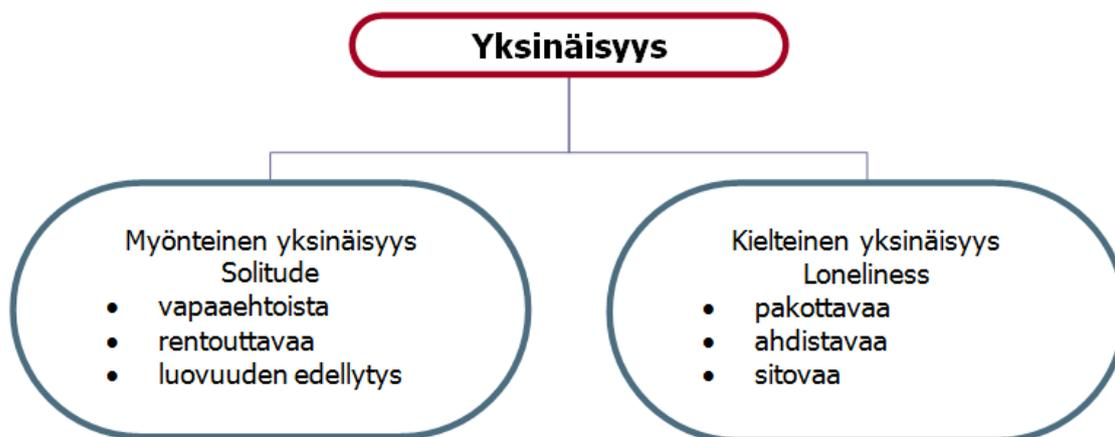 Yksinäisyys
Myönteinen yksinäisyys
Solitude
• vapaaehtoista
• rentouttavaa
• luovuuden edellytys
Kielteinen yksinäisyys
Loneliness
• pakottavaa
• ahdistavaa
• sitovaa